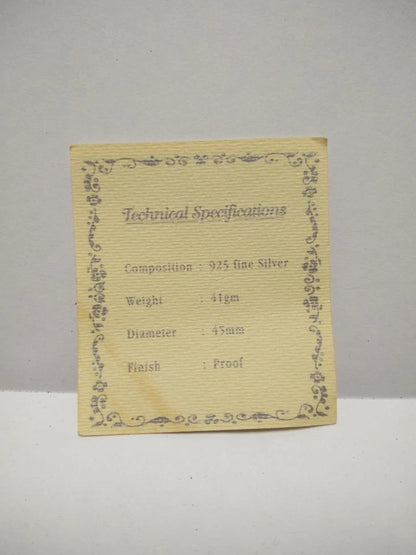 Technical Specifications
Composition : 925 fine Silver
Weight : 41gm
Diameter : 45mm
Finish : Proof